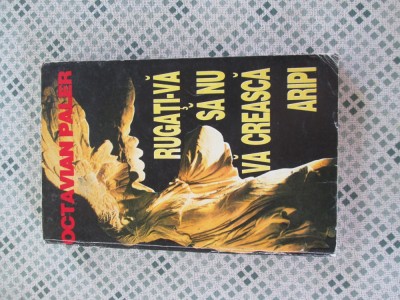 OCTAVIAN PALER
RUGAȚI-VĂ
SĂ NU
VĂ CREASCĂ
ARIPI